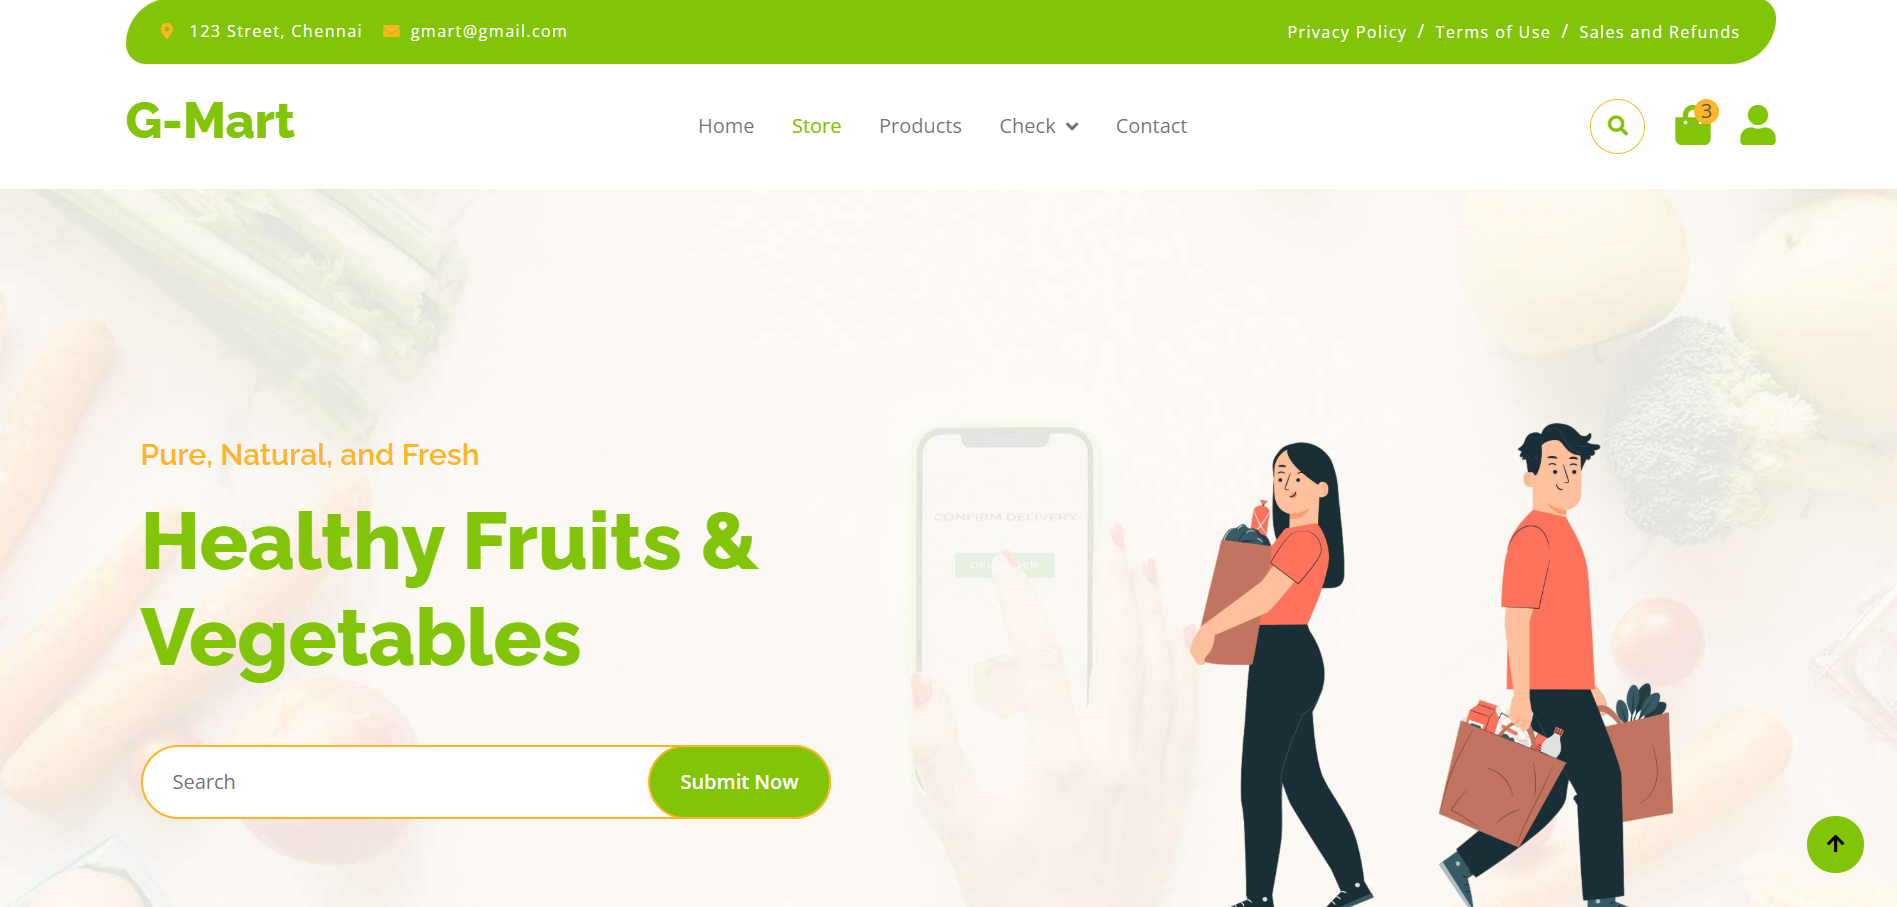 123 Street, Chennai gmart@gmail.com Privacy Policy / Terms of Use / Sales and Refunds
G-Mart Home Store Products Check Contact 3
Pure, Natural, and Fresh
Healthy Fruits &
Vegetables
CONFIRM DELIVERY
Search Submit Now